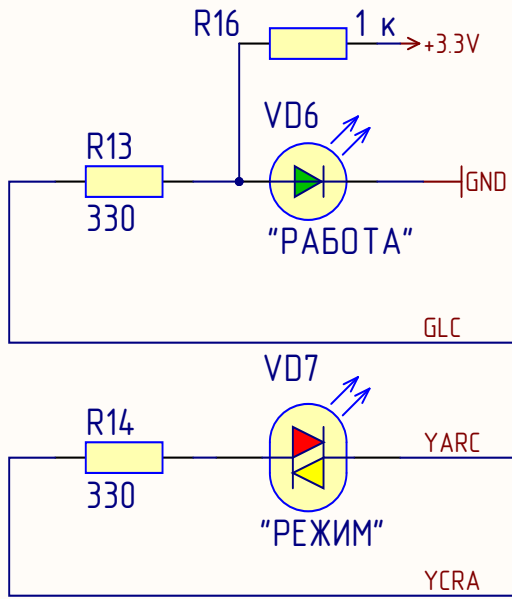 R16 1 к
+3.3V
VD6
R13
330
GND
"РАБОТА"
GLC
VD7
R14
330
YARC
"РЕЖИМ"
YCRA